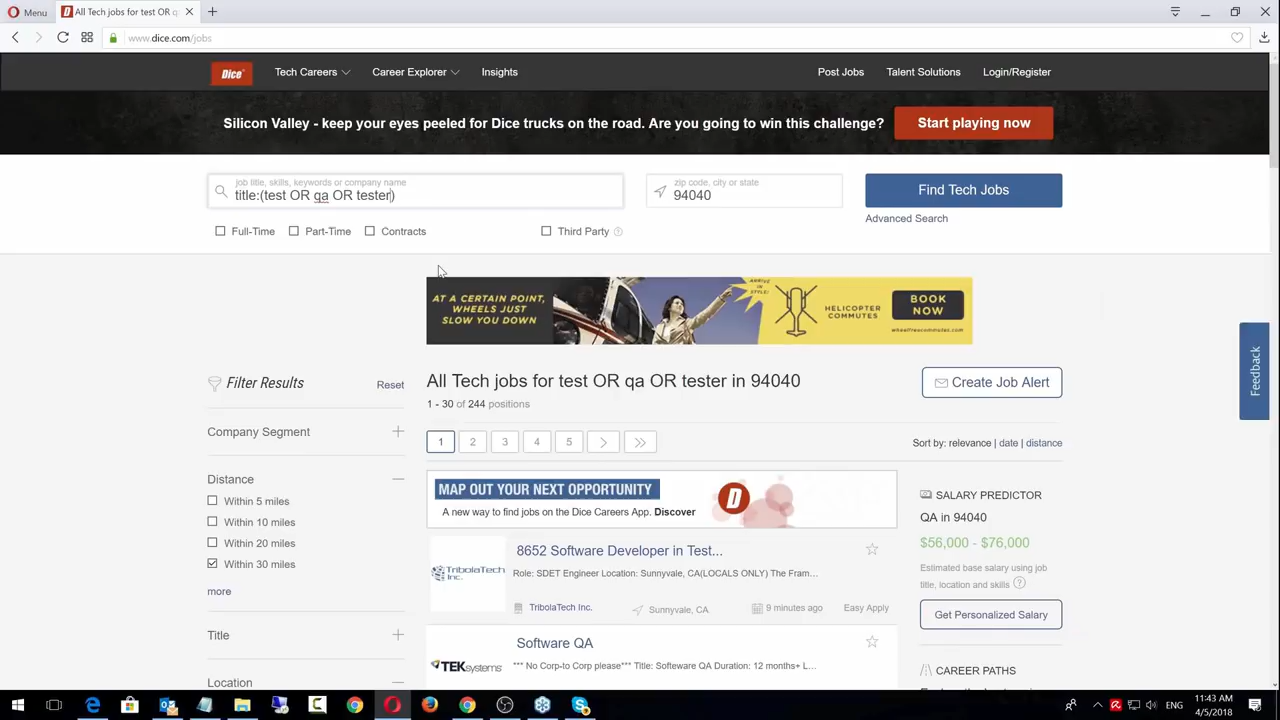 Menu
All Tech jobs for test OR qa
www.dice.com/jobs
Dice
Tech Careers
Career Explorer
Insights
Post Jobs
Talent Solutions
Login/Register
Silicon Valley - keep your eyes peeled for Dice trucks on the road. Are you going to win this challenge?
Start playing now
job title, skills, keywords or company name
title:(test OR qa OR tester)
zip code, city or state
94040
Find Tech Jobs
Advanced Search
Full-Time
Part-Time
Contracts
Third Party
AT A CERTAIN POINT,
WHEELS JUST
SLOW YOU DOWN
ARRIVE IN
STYLE!
HELICOPTER
COMMUTES
BOOK
NOW
wheelfreecommutes.com
Filter Results
Reset
All Tech jobs for test OR qa OR tester in 94040
1 - 30 of 244 positions
Create Job Alert
Company Segment
1
2
3
4
5
Sort by: relevance | date | distance
Distance
Within 5 miles
Within 10 miles
Within 20 miles
Within 30 miles
more
Title
Location
MAP OUT YOUR NEXT OPPORTUNITY
A new way to find jobs on the Dice Careers App. Discover
D
SALARY PREDICTOR
QA in 94040
$56,000 - $76,000
Estimated base salary using job
title, location and skills
Get Personalized Salary
CAREER PATHS
TribolaTech
Inc.
8652 Software Developer in Test...
Role: SDET Engineer Location: Sunnyvale, CA(LOCALS ONLY) The Fram...
TribolaTech Inc.
Sunnyvale, CA
9 minutes ago
Easy Apply
TEKsystems
Software QA
*** No Corp-to Corp please*** Title: Softeware QA Duration: 12 months+ L...
Feedback
ENG
11:43 AM
4/5/2018